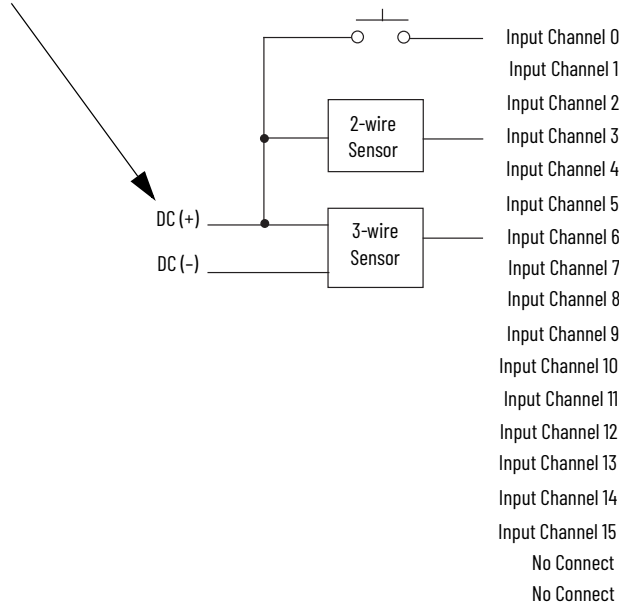 Input Channel 0
Input Channel 1
Input Channel 2
2-wire
Sensor
Input Channel 3
Input Channel 4
Input Channel 5
DC (+)
3-wire
Sensor
Input Channel 6
DC (–)
Input Channel 7
Input Channel 8
Input Channel 9
Input Channel 10
Input Channel 11
Input Channel 12
Input Channel 13
Input Channel 14
Input Channel 15
No Connect
No Connect